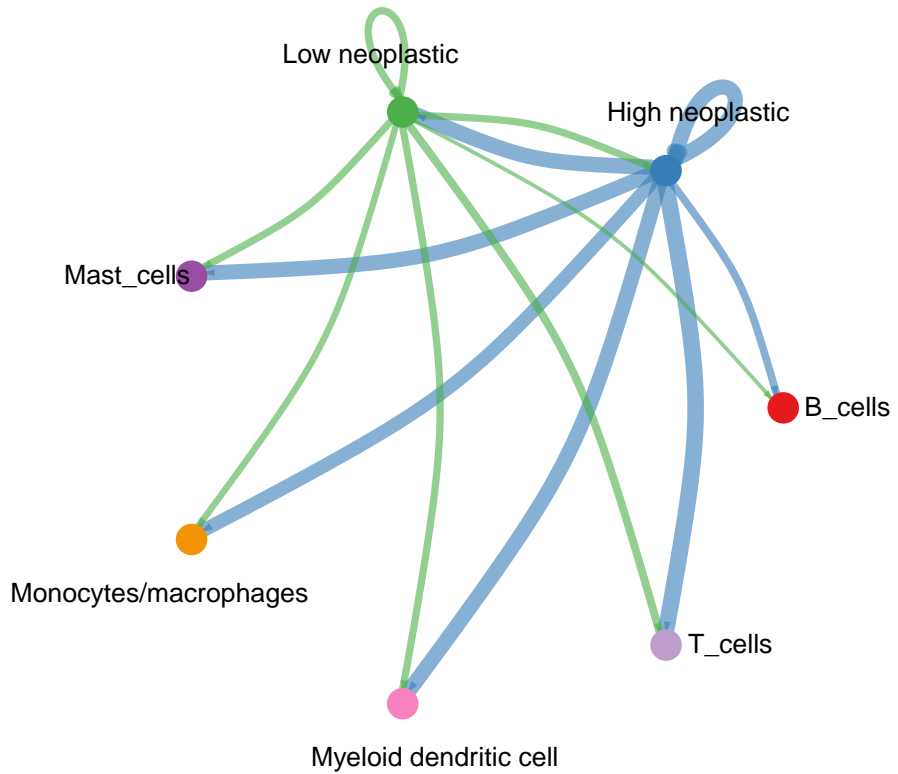 Low neoplastic
High neoplastic
Mast_cells
B_cells
Monocytes/macrophages
T_cells
Myeloid dendritic cell